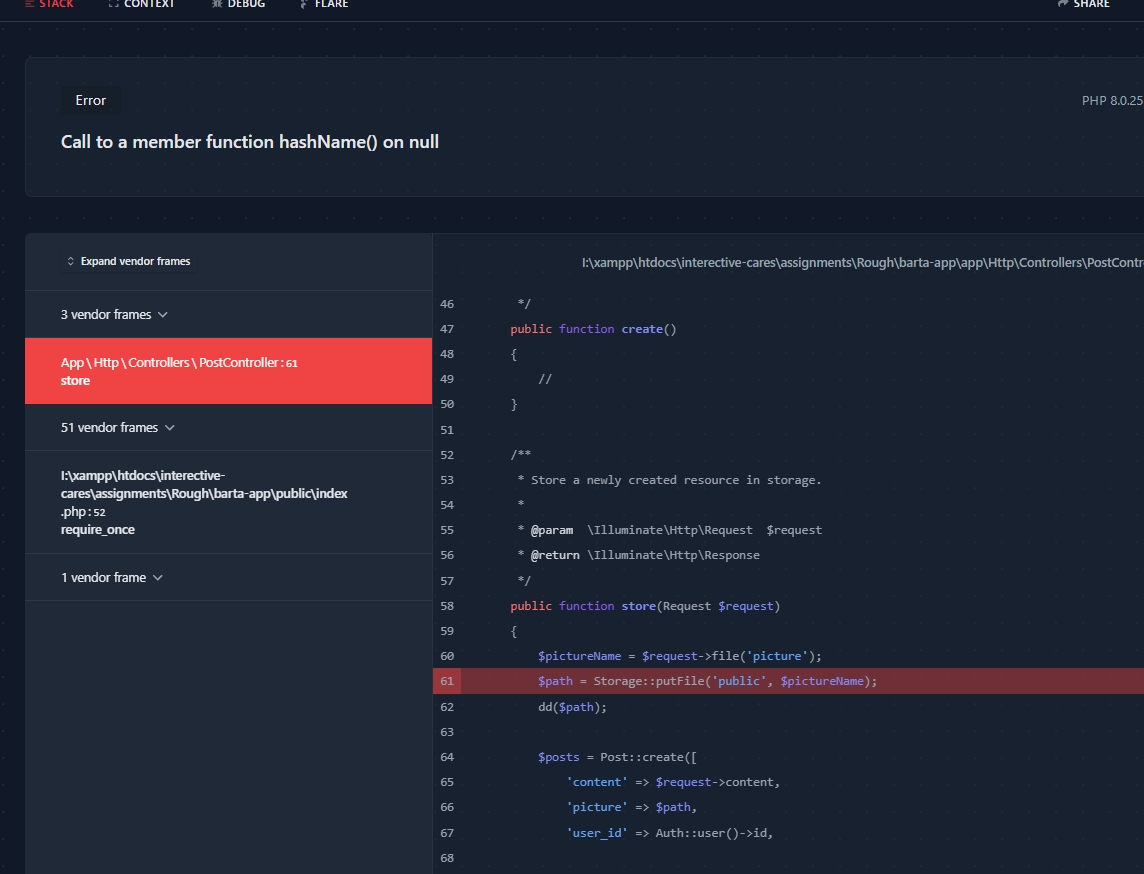 STACK CONTEXT DEBUG FLARE SHARE
Error PHP 8.0.25
Call to a member function hashName() on null
Expand vendor frames
I:\xampp\htdocs\interective-cares\assignments\Rough\barta-app\app\Http\Controllers\PostContr
3 vendor frames
App\Http\Controllers\PostController:61
store
51 vendor frames
I:\xampp\htdocs\interective-
cares\assignments\Rough\barta-app\public\index
.php:52
require_once
1 vendor frame
46 */
47 public function create()
48 {
49 //
50 }
51
52 /**
53 * Store a newly created resource in storage.
54 *
55 * @param \Illuminate\Http\Request $request
56 * @return \Illuminate\Http\Response
57 */
58 public function store(Request $request)
59 {
60 $pictureName = $request->file('picture');
61 $path = Storage::putFile('public', $pictureName);
62 dd($path);
63
64 $posts = Post::create([
65 'content' => $request->content,
66 'picture' => $path,
67 'user_id' => Auth::user()->id,
68